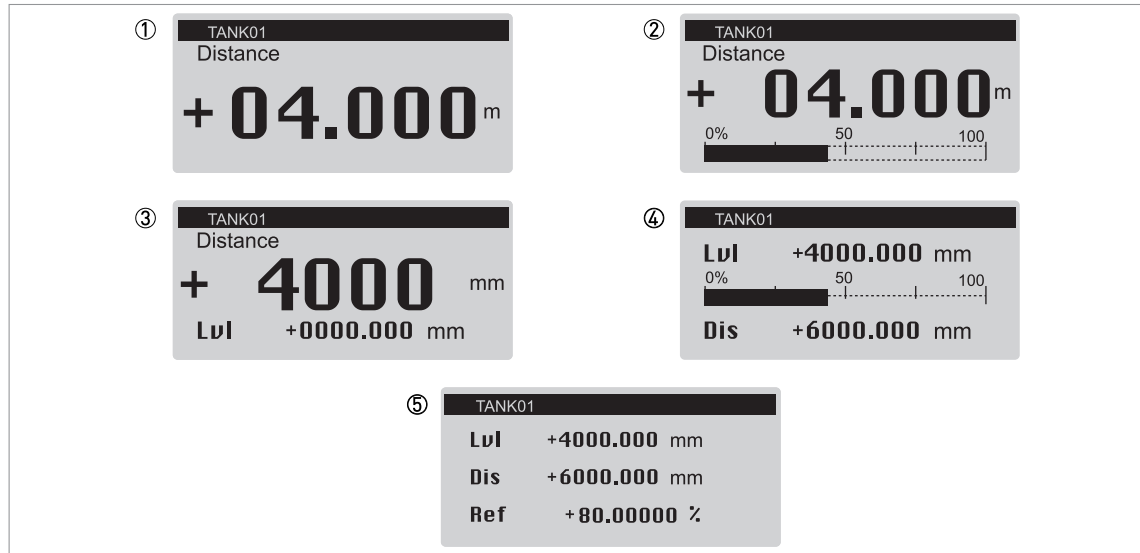 ① TANK01
Distance
+ 04.000 m
② TANK01
Distance
+ 04.000 m
0% 50 100
③ TANK01
Distance
+ 4000 mm
Lvl +0000.000 mm
④ TANK01
Lvl +4000.000 mm
0% 50 100
Dis +6000.000 mm
⑤ TANK01
Lvl +4000.000 mm
Dis +6000.000 mm
Ref +80.00000 %